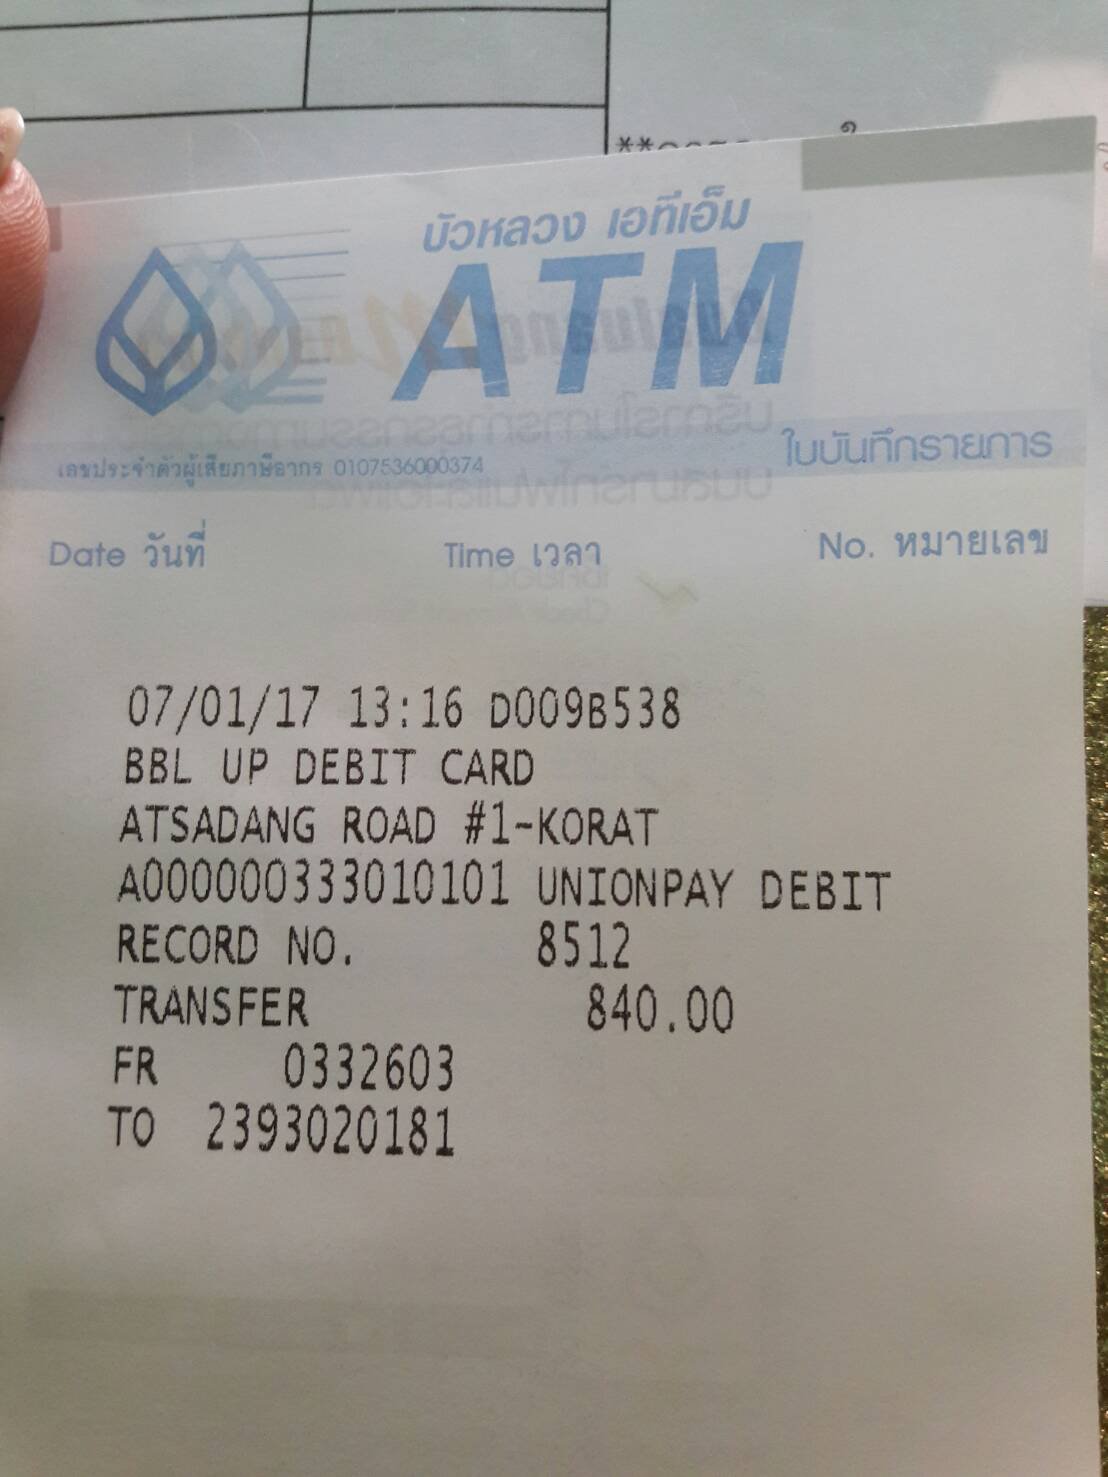 บัวหลวง เอทีเอ็ม
ATM
ใบบันทึกรายการ
เลขประจำตัวผู้เสียภาษีอากร 0107536000374
Date วันที่ Time เวลา No. หมายเลข
07/01/17 13:16 D009B538
BBL UP DEBIT CARD
ATSADANG ROAD #1-KORAT
A000000333010101 UNIONPAY DEBIT
RECORD NO. 8512
TRANSFER 840.00
FR 0332603
TO 2393020181